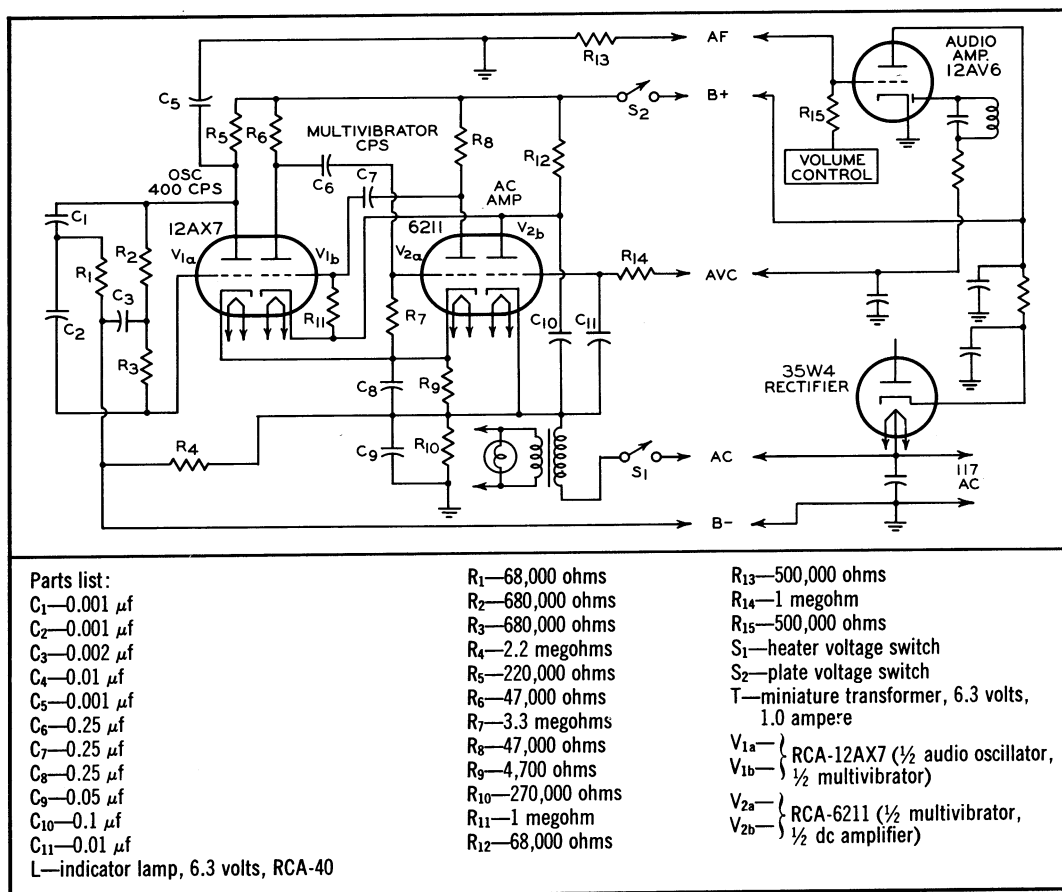 AF
R13
AUDIO
AMP.
12AV6
C5
B+
S2
R5
R6
MULTIVIBRATOR
CPS
R8
R12
R15
VOLUME
CONTROL
C6
C7
OSC
400 CPS
AC
AMP
12AX7
6211
C1
V1a
V1b
V2a
V2b
R2
R1
R14
AVC
C3
C2
R11
R7
C10
C11
R3
35W4
RECTIFIER
C8
R9
R4
C9
R10
S1
AC
117
AC
B-
Parts list:
C1—0.001 μf
C2—0.001 μf
C3—0.002 μf
C4—0.01 μf
C5—0.001 μf
C6—0.25 μf
C7—0.25 μf
C8—0.25 μf
C9—0.05 μf
C10—0.1 μf
C11—0.01 μf
L—indicator lamp, 6.3 volts, RCA-40
R1—68,000 ohms
R2—680,000 ohms
R3—680,000 ohms
R4—2.2 megohms
R5—220,000 ohms
R6—47,000 ohms
R7—3.3 megohms
R8—47,000 ohms
R9—4,700 ohms
R10—270,000 ohms
R11—1 megohm
R12—68,000 ohms
R13—500,000 ohms
R14—1 megohm
R15—500,000 ohms
S1—heater voltage switch
S2—plate voltage switch
T—miniature transformer, 6.3 volts,
1.0 ampere
V1a—
V1b—
RCA-12AX7 (½ audio oscillator,
½ multivibrator)
V2a—
V2b—
RCA-6211 (½ multivibrator,
½ dc amplifier)